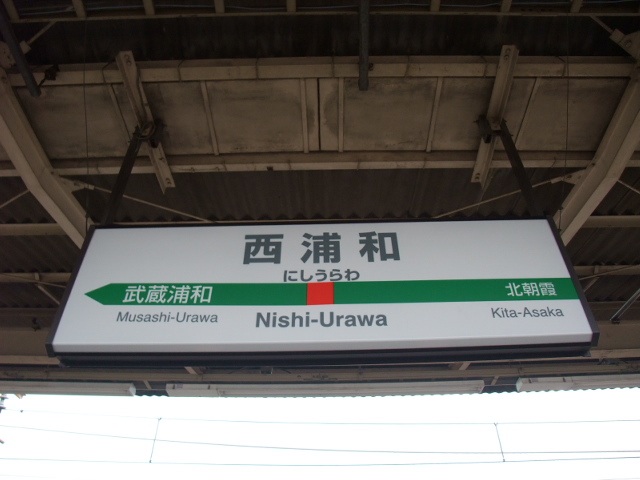 西浦和
にしうらわ
武蔵浦和
北朝霞
Musashi-Urawa
Nishi-Urawa
Kita-Asaka